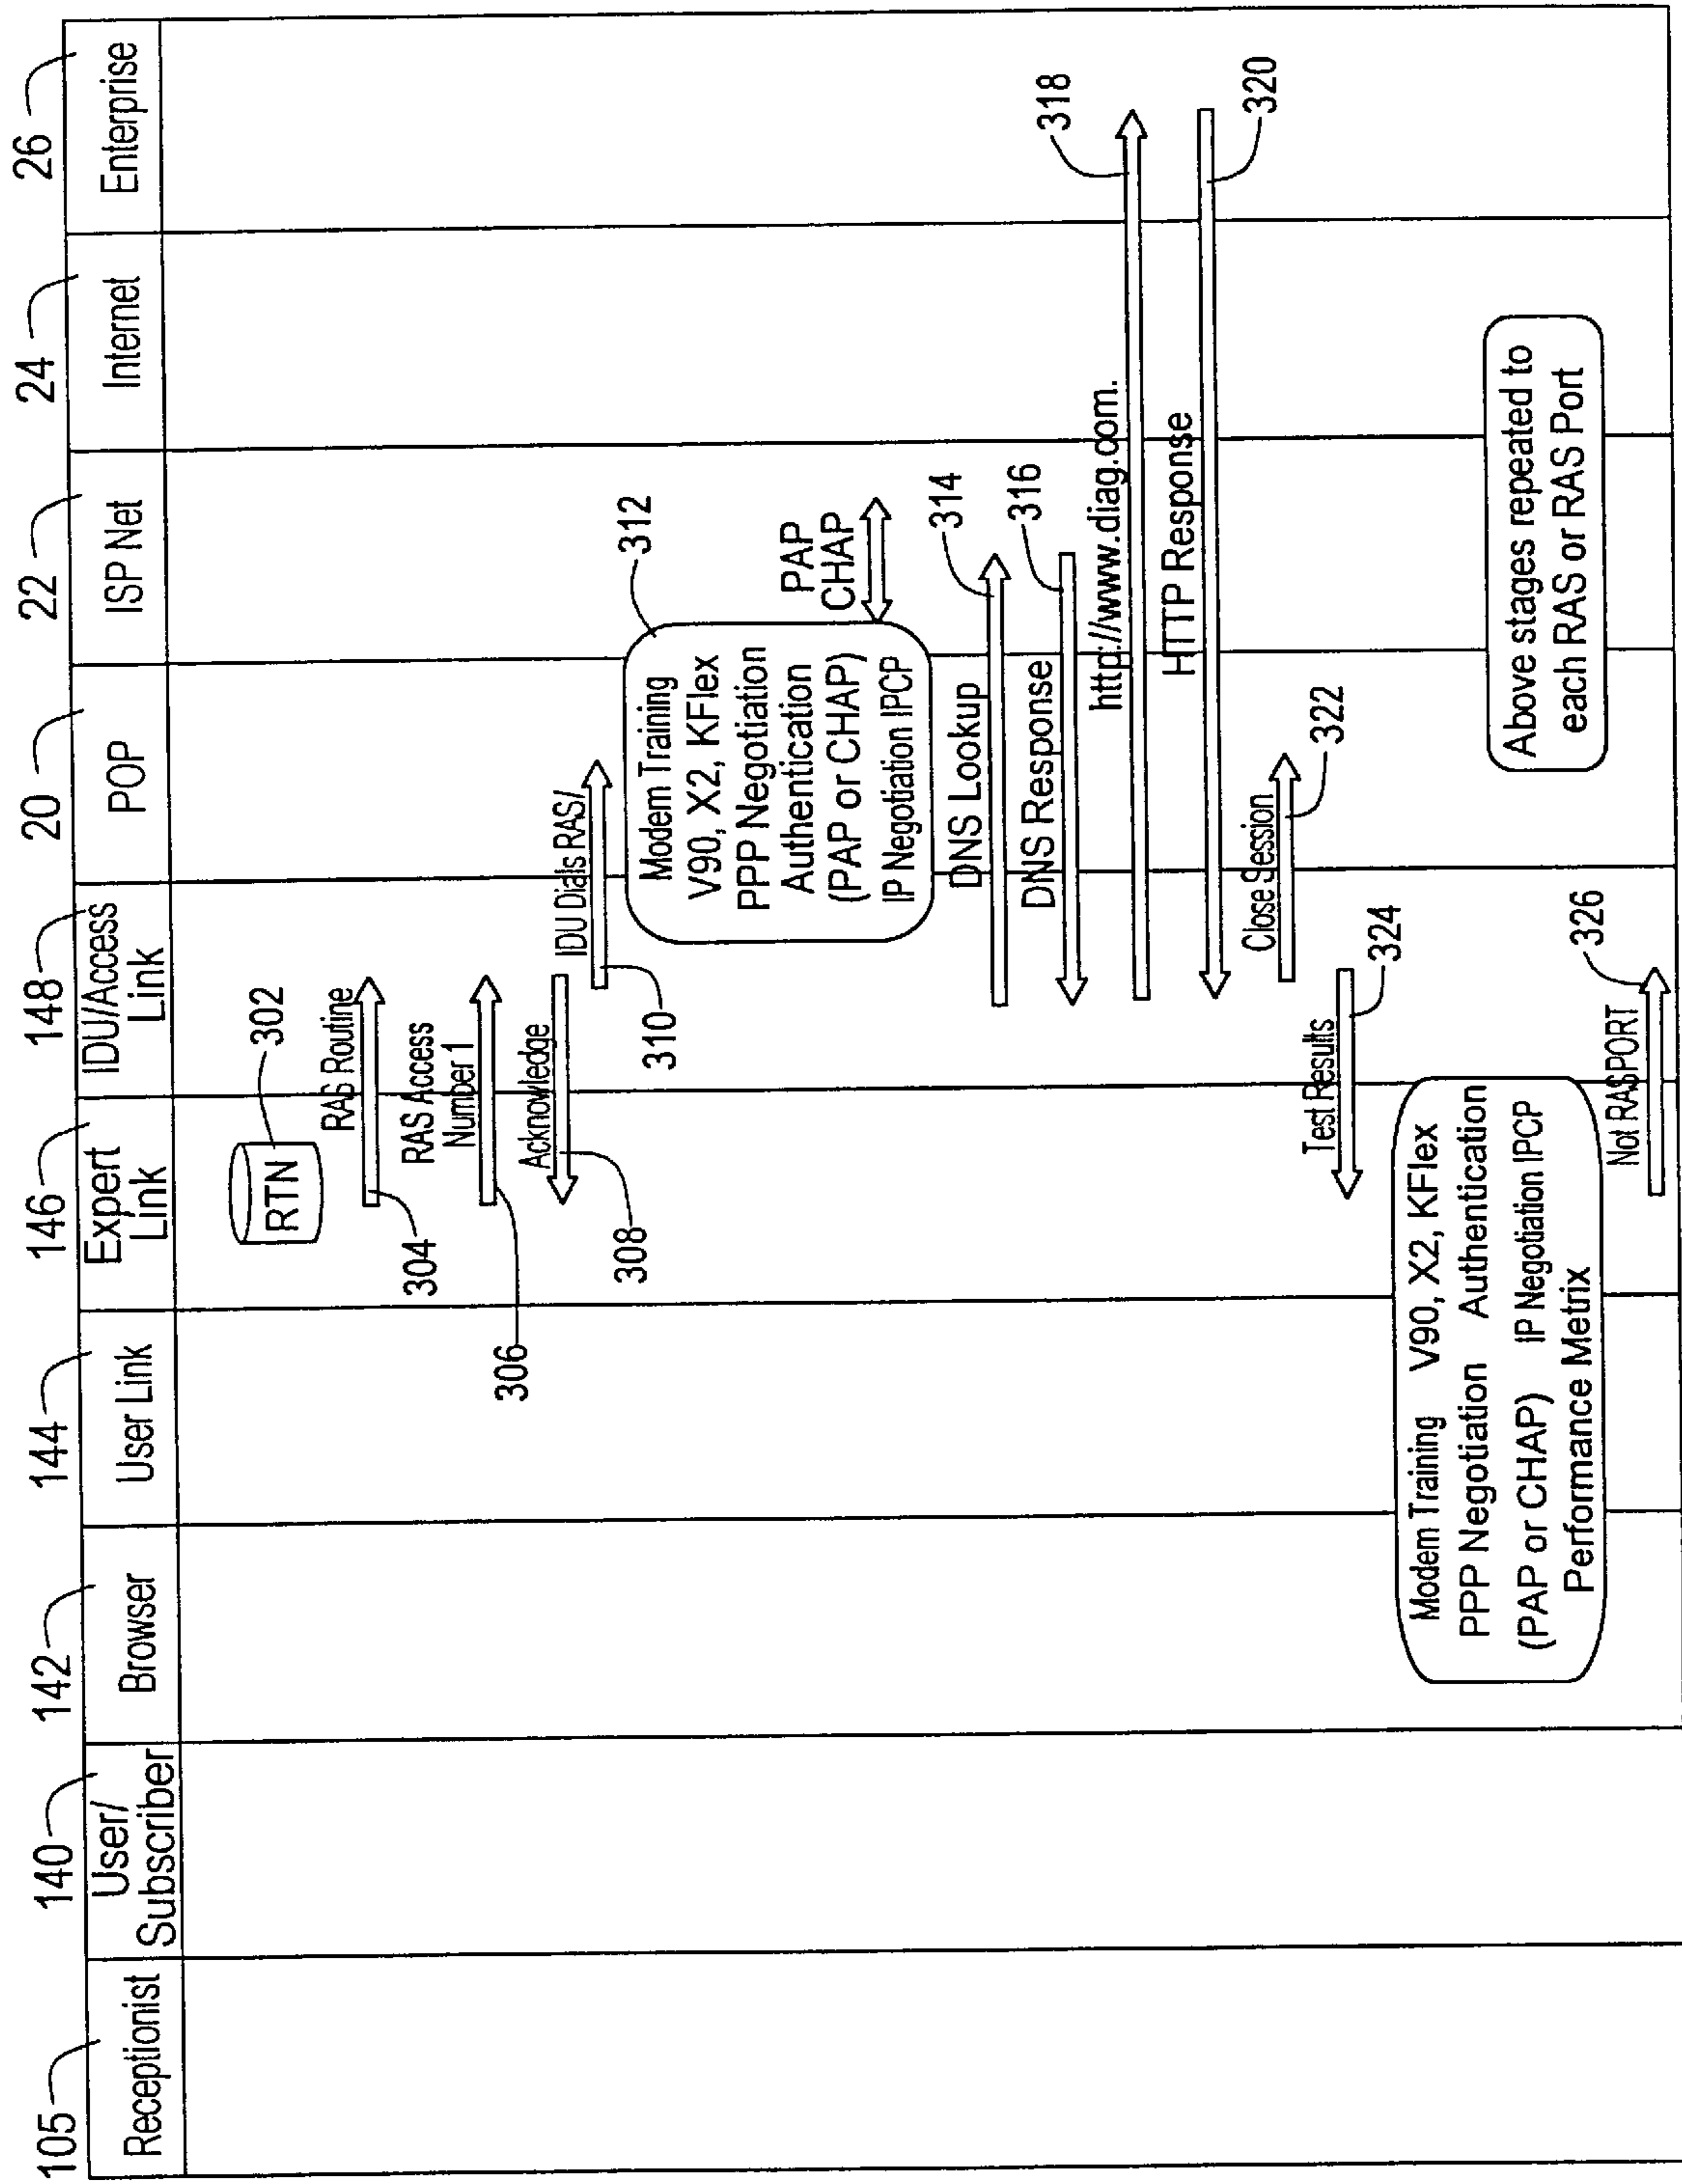 105
140
142
144
146
148
20
22
24
26
Receptionist
User/
Subscriber
Browser
User Link
Expert
Link
IDU/Access
Link
POP
ISP Net
Internet
Enterprise
RTN
302
RAS Routine
304
RAS Access
Number 1
306
Acknowledge
308
IDU Dials RAS/
310
Modem Training
V90, X2, KFlex
PPP Negotiation
Authentication
(PAP or CHAP)
IP Negotiation IPCP
312
PAP
CHAP
DNS Lookup
314
DNS Response
316
http://www.diag.com.
318
HTTP Response
320
Close Session
322
Test Results
324
Modem Training V90, X2, KFlex
PPP Negotiation Authentication
(PAP or CHAP) IP Negotiation IPCP
Performance Metrix
Above stages repeated to
each RAS or RAS Port
Not RASPORT
326